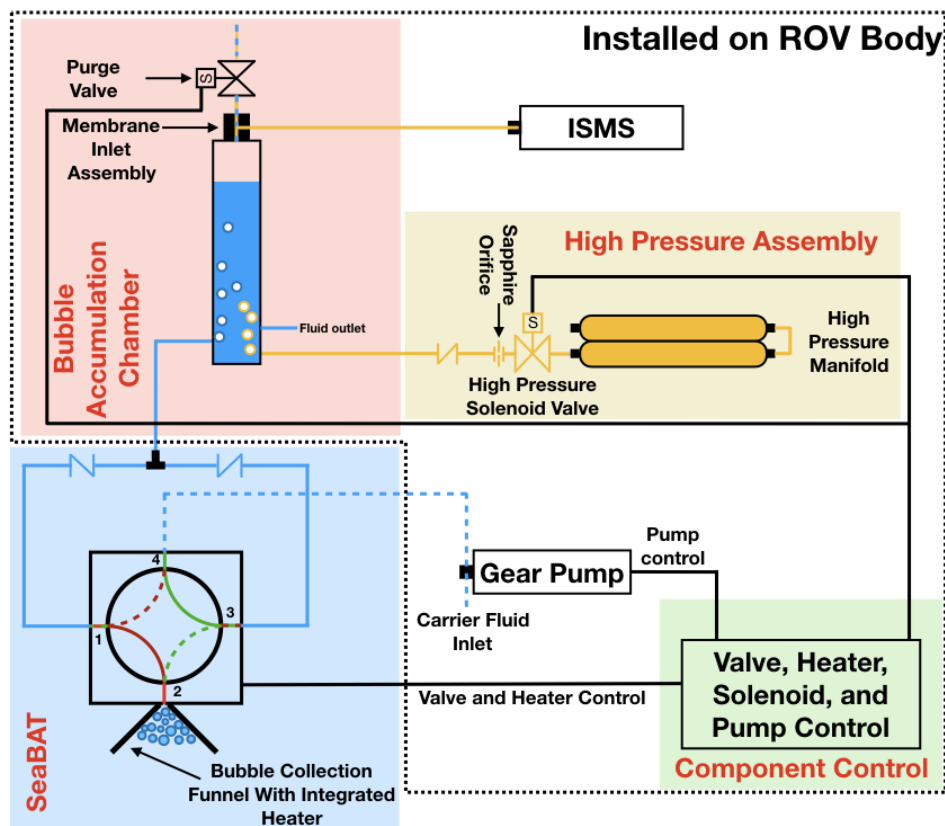 Installed on ROV Body
Purge
Valve
S
Membrane
Inlet
Assembly
ISMS
Bubble
Accumulation
Chamber
Fluid outlet
High Pressure Assembly
Sapphire
Orifice
S
High
Pressure
Manifold
High Pressure
Solenoid Valve
SeaBAT
4
3
1
2
Gear Pump
Pump
control
Carrier Fluid
Inlet
Valve and Heater Control
Valve, Heater,
Solenoid, and
Pump Control
Component Control
Bubble Collection
Funnel With Integrated
Heater